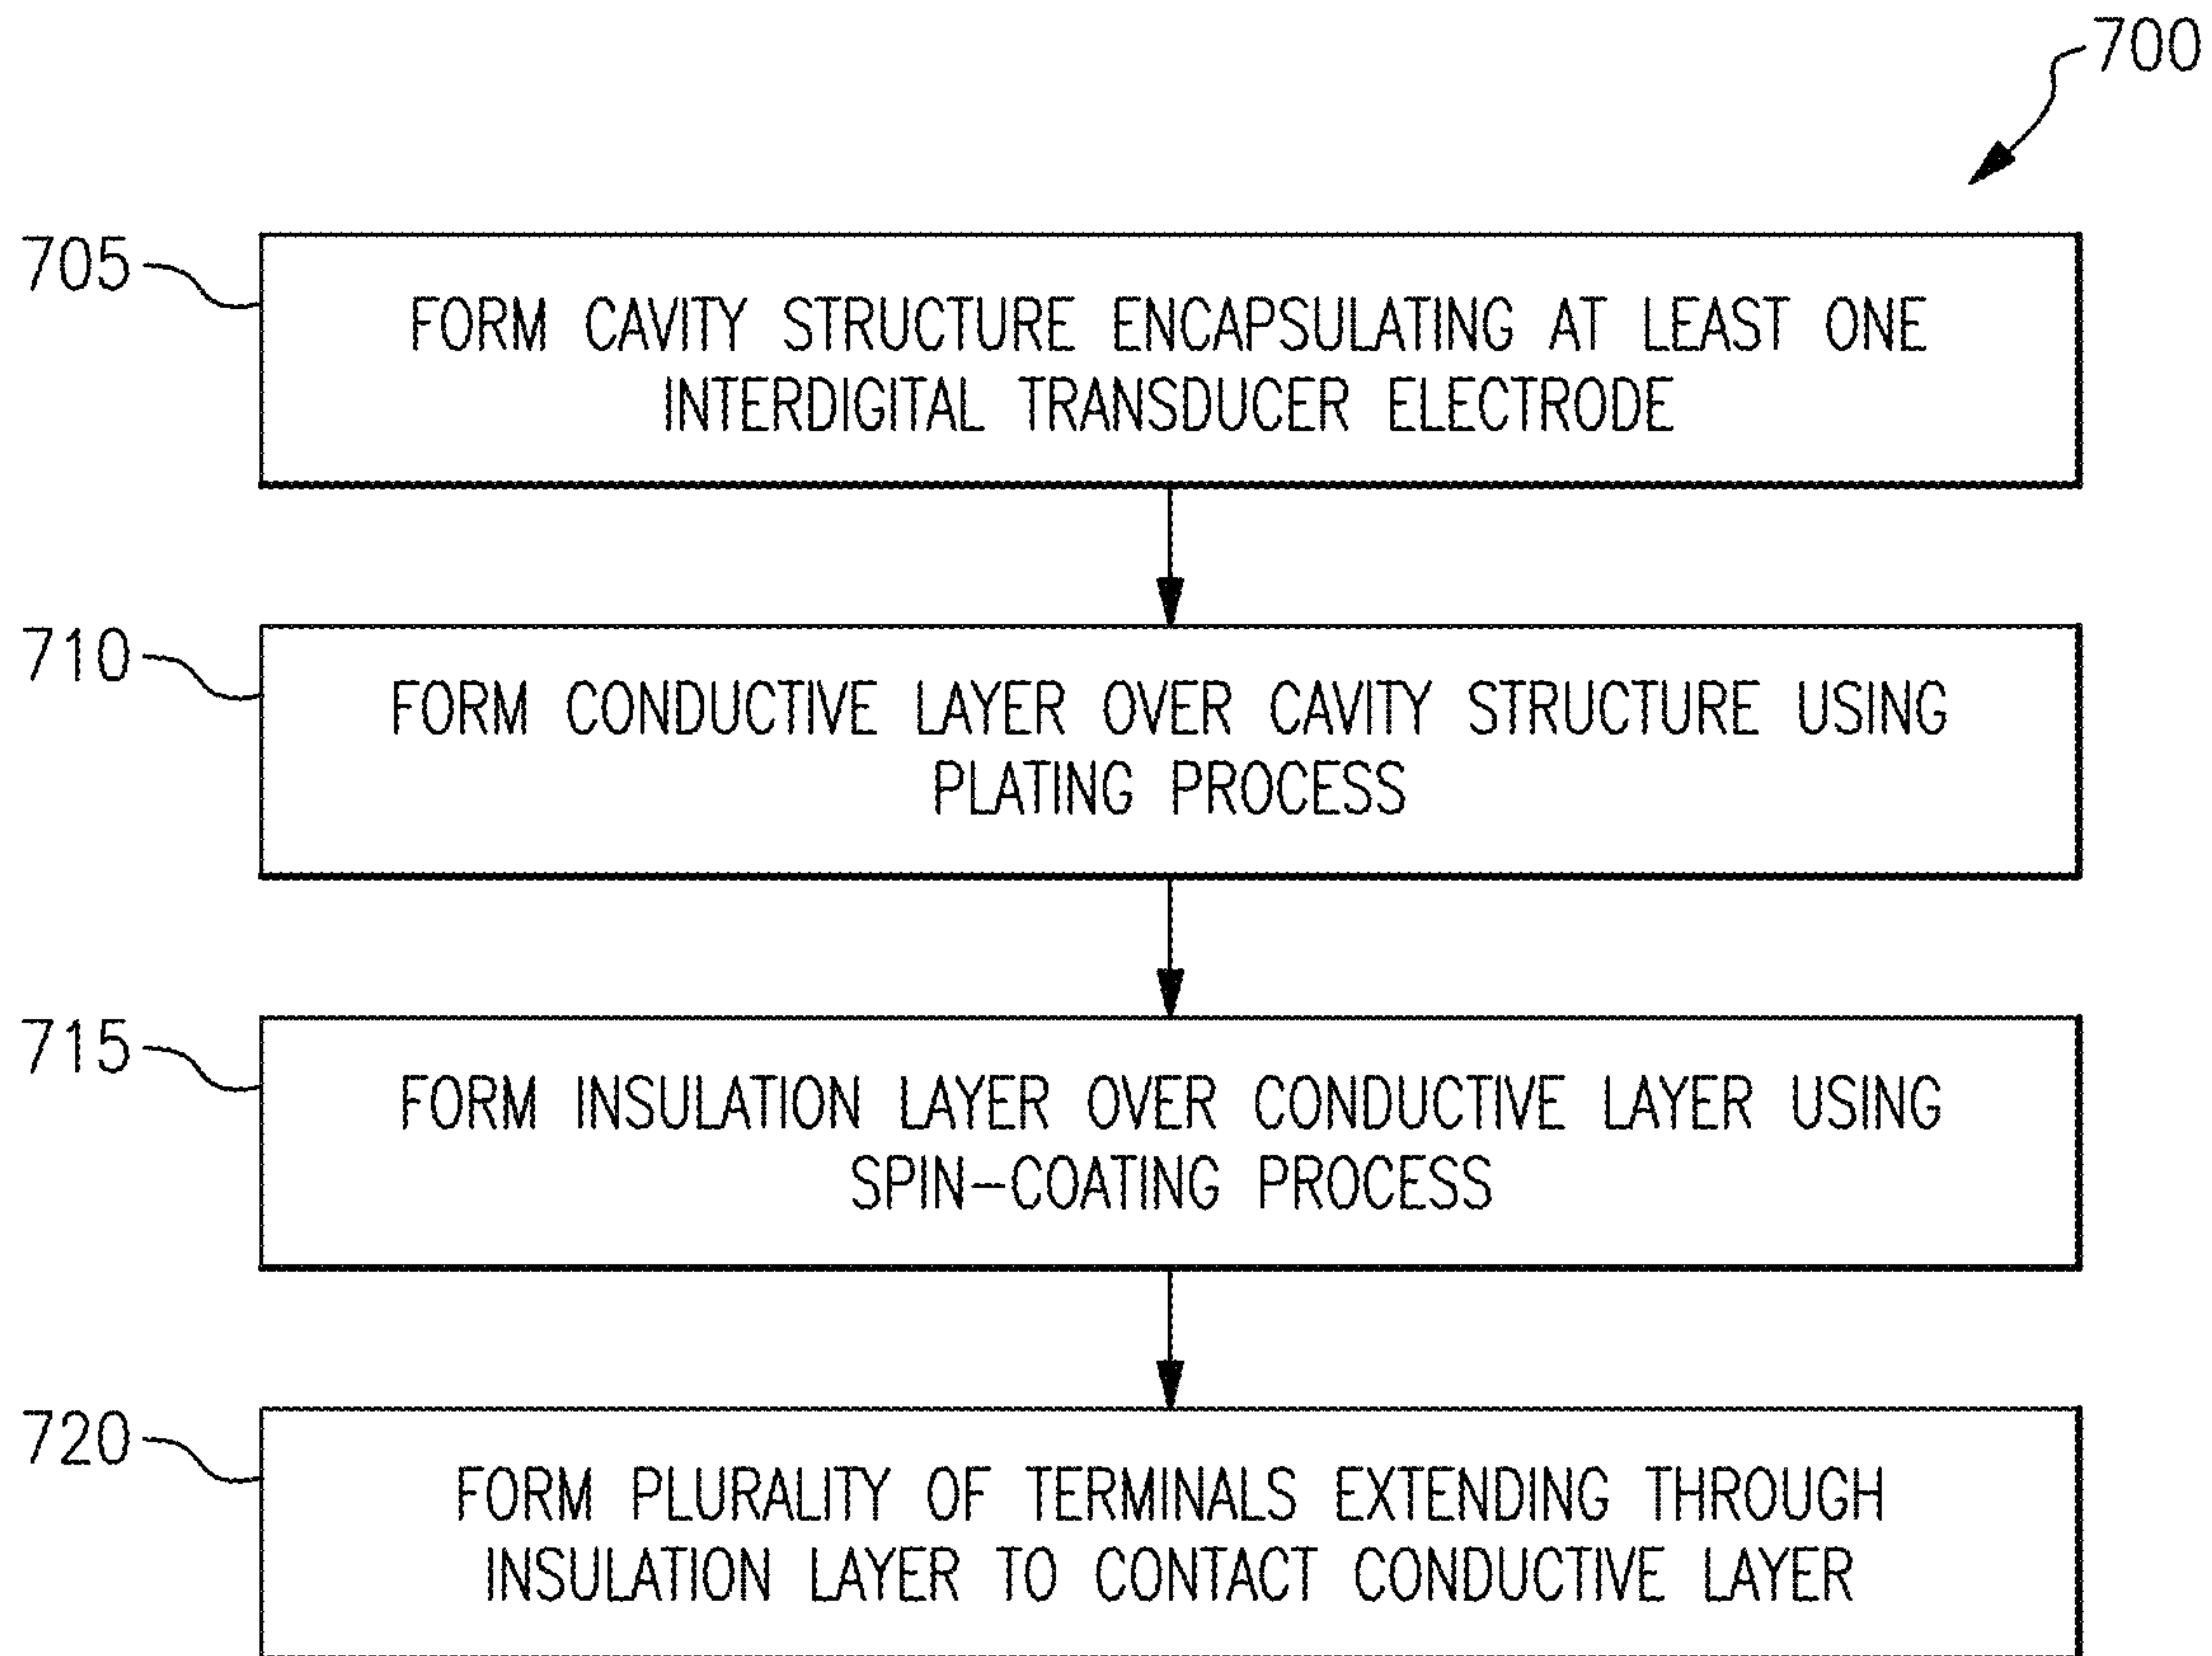 700
705
FORM CAVITY STRUCTURE ENCAPSULATING AT LEAST ONE
INTERDIGITAL TRANSDUCER ELECTRODE
710
FORM CONDUCTIVE LAYER OVER CAVITY STRUCTURE USING
PLATING PROCESS
715
FORM INSULATION LAYER OVER CONDUCTIVE LAYER USING
SPIN-COATING PROCESS
720
FORM PLURALITY OF TERMINALS EXTENDING THROUGH
INSULATION LAYER TO CONTACT CONDUCTIVE LAYER